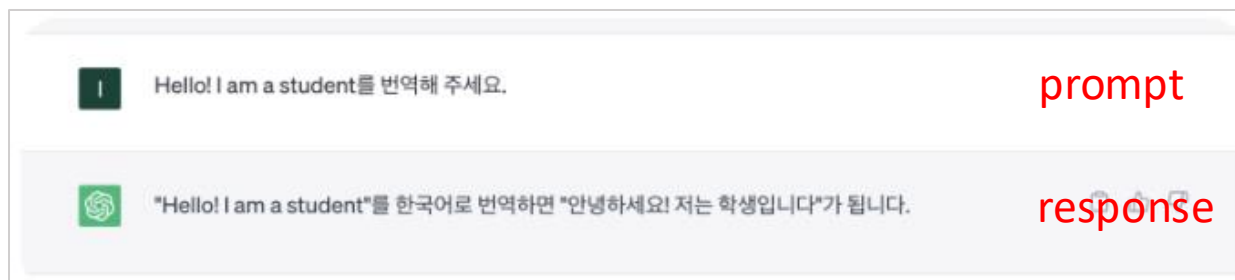 I Hello! I am a student를 번역해 주세요. prompt
"Hello! I am a student"를 한국어로 번역하면 "안녕하세요! 저는 학생입니다"가 됩니다. response